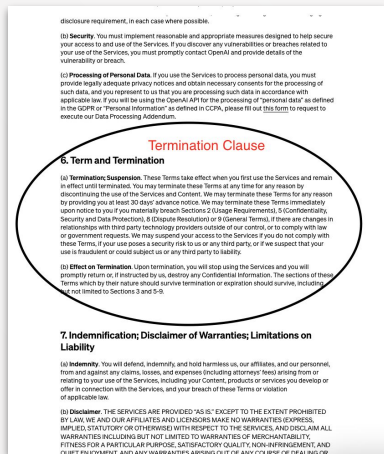 disclosure requirement, in each case where possible.
(b) Security. You must implement reasonable and appropriate measures designed to help secure
your access to and use of the Services. If you discover any vulnerabilities or breaches related to
your use of the Services, you must promptly contact OpenAI and provide details of the
vulnerability or breach.
(c) Processing of Personal Data. If you use the Services to process personal data, you must
provide legally adequate privacy notices and obtain necessary consents for the processing of
such data, and you represent to us that you are processing such data in accordance with
applicable law. If you will be using the OpenAI API for the processing of "personal data" as defined
in the GDPR or "Personal Information" as defined in CCPA, please fill out this form to request to
execute our Data Processing Addendum.
Termination Clause
6. Term and Termination
(a) Termination; Suspension. These Terms take effect when you first use the Services and remain
in effect until terminated. You may terminate these Terms at any time for any reason by
discontinuing the use of the Services and Content. We may terminate these Terms for any reason
by providing you at least 30 days' advance notice. We may terminate these Terms immediately
upon notice to you if you materially breach Sections 2 (Usage Requirements), 5 (Confidentiality,
Security and Data Protection), 8 (Dispute Resolution) or 9 (General Terms), if there are changes in
relationships with third party technology providers outside of our control, or to comply with law
or government requests. We may suspend your access to the Services if you do not comply with
these Terms, if your use poses a security risk to us or any third party, or if we suspect that your
use is fraudulent or could subject us or any third party to liability.
(b) Effect on Termination. Upon termination, you will stop using the Services and you will
promptly return or, if instructed by us, destroy any Confidential Information. The sections of these
Terms which by their nature should survive termination or expiration should survive, including
but not limited to Sections 3 and 5-9.
7. Indemnification; Disclaimer of Warranties; Limitations on
Liability
(a) Indemnity. You will defend, indemnify, and hold harmless us, our affiliates, and our personnel,
from and against any claims, losses, and expenses (including attorneys' fees) arising from or
relating to your use of the Services, including your Content, products or services you develop or
offer in connection with the Services, and your breach of these Terms or violation
of applicable law.
(b) Disclaimer. THE SERVICES ARE PROVIDED "AS IS." EXCEPT TO THE EXTENT PROHIBITED
BY LAW, WE AND OUR AFFILIATES AND LICENSORS MAKE NO WARRANTIES (EXPRESS,
IMPLIED, STATUTORY OR OTHERWISE) WITH RESPECT TO THE SERVICES, AND DISCLAIM ALL
WARRANTIES INCLUDING BUT NOT LIMITED TO WARRANTIES OF MERCHANTABILITY,
FITNESS FOR A PARTICULAR PURPOSE, SATISFACTORY QUALITY, NON-INFRINGEMENT, AND
QUIET ENJOYMENT, AND ANY WARRANTIES ARISING OUT OF ANY COURSE OF DEALING OR